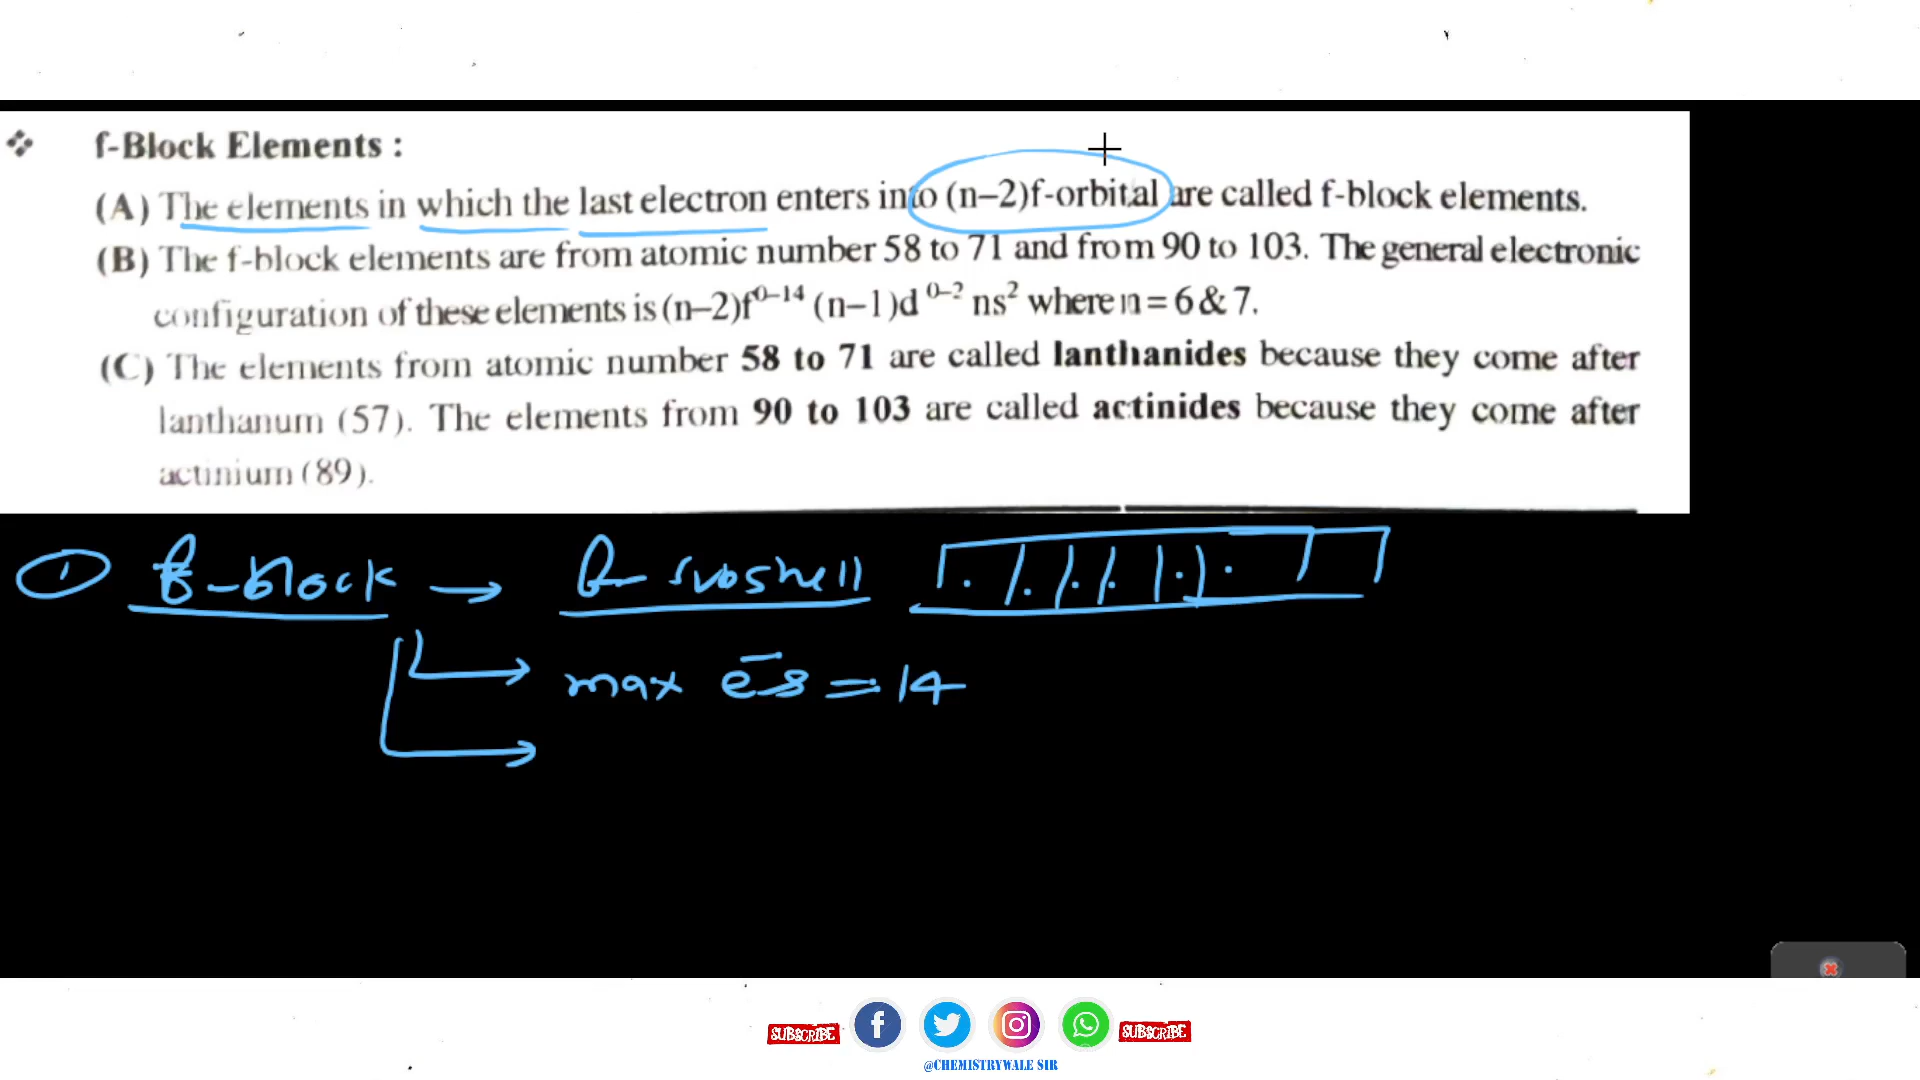 ❖ f-Block Elements :
(A) The elements in which the last electron enters into (n–2)f-orbital are called f-block elements.
(B) The f-block elements are from atomic number 58 to 71 and from 90 to 103. The general electronic
configuration of these elements is (n–2)f⁰⁻¹⁴ (n–1)d ⁰⁻² ns² where n = 6 & 7.
(C) The elements from atomic number 58 to 71 are called lanthanides because they come after
lanthanum (57). The elements from 90 to 103 are called actinides because they come after
actinium (89).
① f-block → f- subshell
→ max e̅s = 14
→
SUBSCRIBE SUBSCRIBE
@CHEMISTRYWALE SIR